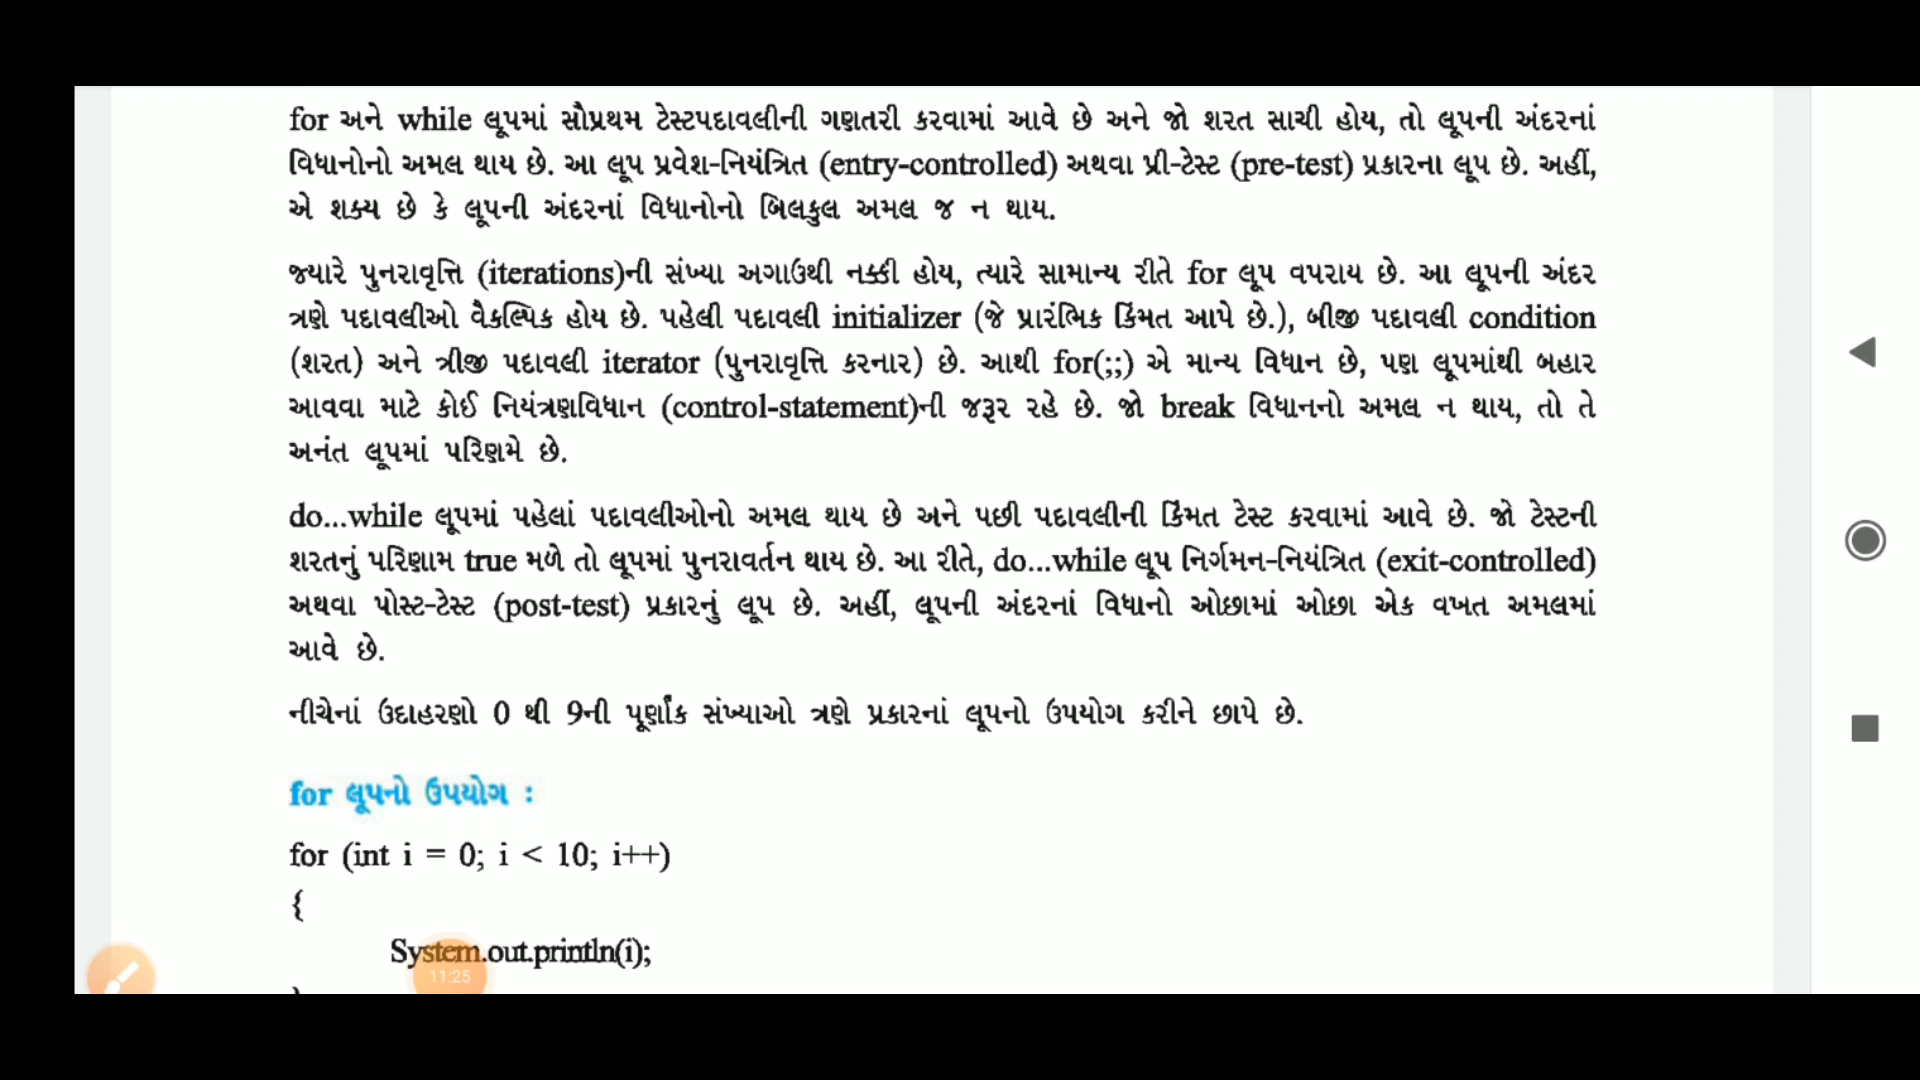 for અને while લૂપમાં સૌપ્રથમ ટેસ્ટપદાવલીની ગણતરી કરવામાં આવે છે અને જો શરત સાચી હોય, તો લૂપની અંદરનાં
વિધાનોનો અમલ થાય છે. આ લૂપ પ્રવેશ-નિયંત્રિત (entry-controlled) અથવા પ્રી-ટેસ્ટ (pre-test) પ્રકારના લૂપ છે. અહીં,
એ શક્ય છે કે લૂપની અંદરનાં વિધાનોનો બિલકુલ અમલ જ ન થાય.
જ્યારે પુનરાવૃત્તિ (iterations)ની સંખ્યા અગાઉથી નક્કી હોય, ત્યારે સામાન્ય રીતે for લૂપ વપરાય છે. આ લૂપની અંદર
ત્રણે પદાવલીઓ વૈકલ્પિક હોય છે. પહેલી પદાવલી initializer (જે પ્રારંભિક કિંમત આપે છે.), બીજી પદાવલી condition
(શરત) અને ત્રીજી પદાવલી iterator (પુનરાવૃત્તિ કરનાર) છે. આથી for(;;) એ માન્ય વિધાન છે, પણ લૂપમાંથી બહાર
આવવા માટે કોઈ નિયંત્રણવિધાન (control-statement)ની જરૂર રહે છે. જો break વિધાનનો અમલ ન થાય, તો તે
અનંત લૂપમાં પરિણમે છે.
do...while લૂપમાં પહેલાં પદાવલીઓનો અમલ થાય છે અને પછી પદાવલીની કિંમત ટેસ્ટ કરવામાં આવે છે. જો ટેસ્ટની
શરતનું પરિણામ true મળે તો લૂપમાં પુનરાવર્તન થાય છે. આ રીતે, do...while લૂપ નિર્ગમન-નિયંત્રિત (exit-controlled)
અથવા પોસ્ટ-ટેસ્ટ (post-test) પ્રકારનું લૂપ છે. અહીં, લૂપની અંદરનાં વિધાનો ઓછામાં ઓછા એક વખત અમલમાં
આવે છે.
નીચેનાં ઉદાહરણો 0 થી 9ની પૂર્ણાંક સંખ્યાઓ ત્રણે પ્રકારનાં લૂપનો ઉપયોગ કરીને છાપે છે.
for લૂપનો ઉપયોગ :
for (int i = 0; i < 10; i++)
{
System.out.println(i);
11:25